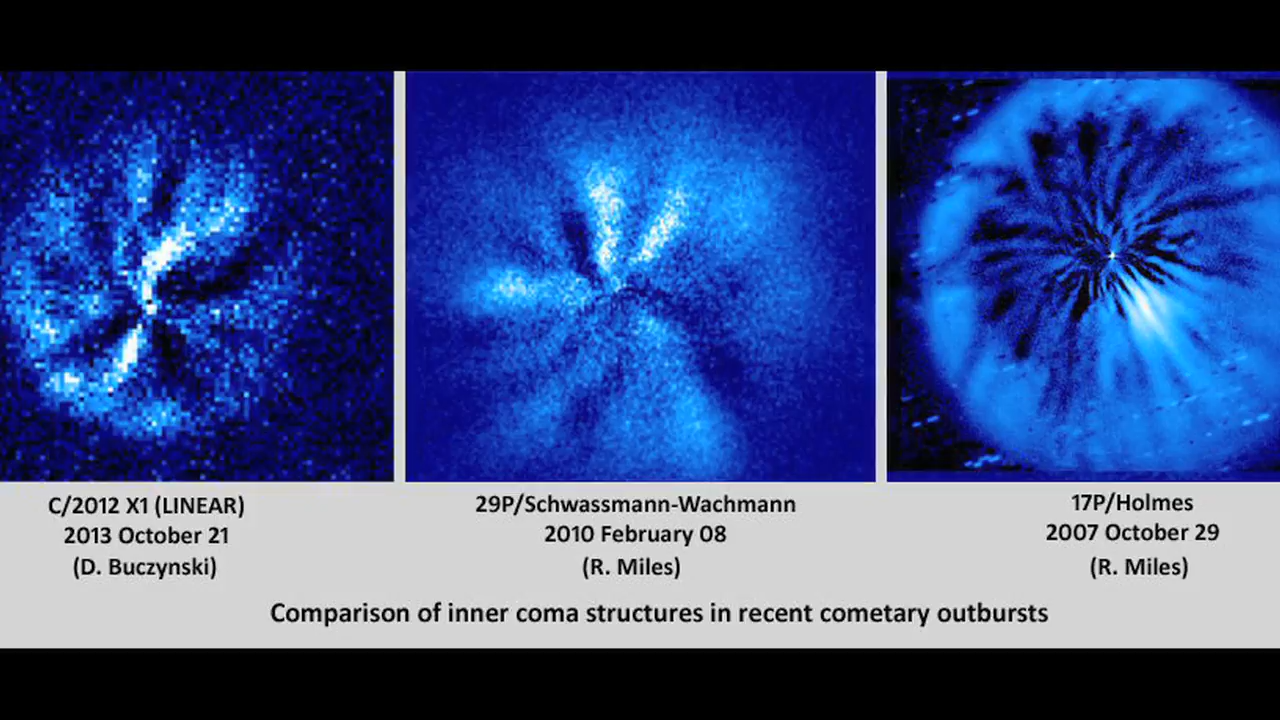 C/2012 X1 (LINEAR)
2013 October 21
(D. Buczynski)
29P/Schwassmann-Wachmann
2010 February 08
(R. Miles)
17P/Holmes
2007 October 29
(R. Miles)
Comparison of inner coma structures in recent cometary outbursts